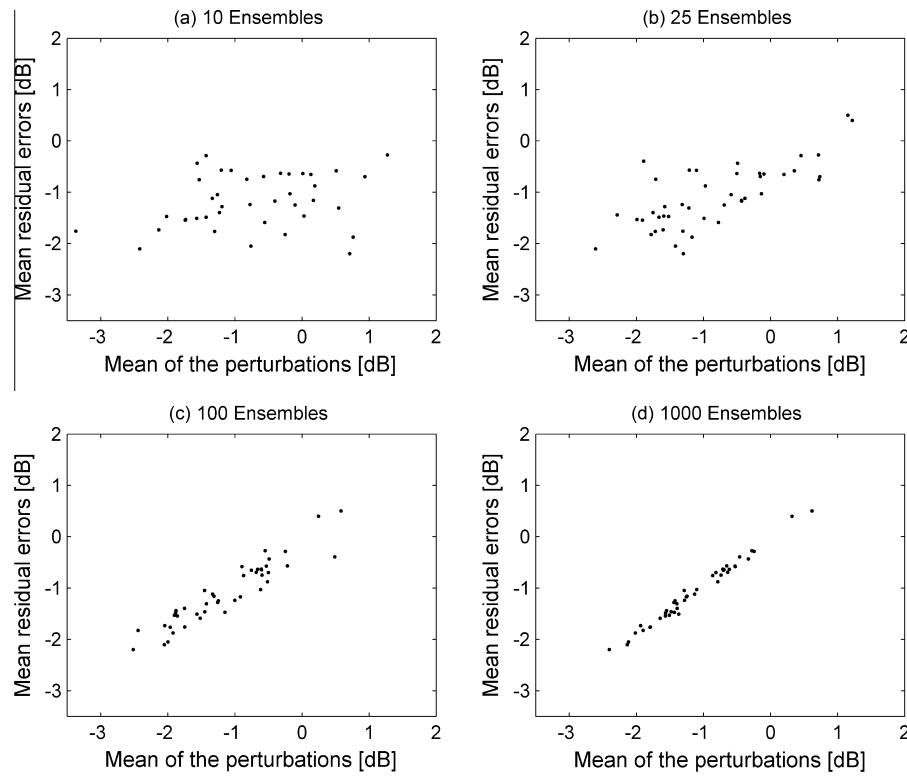 (a) 10 Ensembles
2
1
0
-1
-2
-3
Mean residual errors [dB]
-3 -2 -1 0 1 2
Mean of the perturbations [dB]
(b) 25 Ensembles
2
1
0
-1
-2
-3
Mean residual errors [dB]
-3 -2 -1 0 1 2
Mean of the perturbations [dB]
(c) 100 Ensembles
2
1
0
-1
-2
-3
Mean residual errors [dB]
-3 -2 -1 0 1 2
Mean of the perturbations [dB]
(d) 1000 Ensembles
2
1
0
-1
-2
-3
Mean residual errors [dB]
-3 -2 -1 0 1 2
Mean of the perturbations [dB]